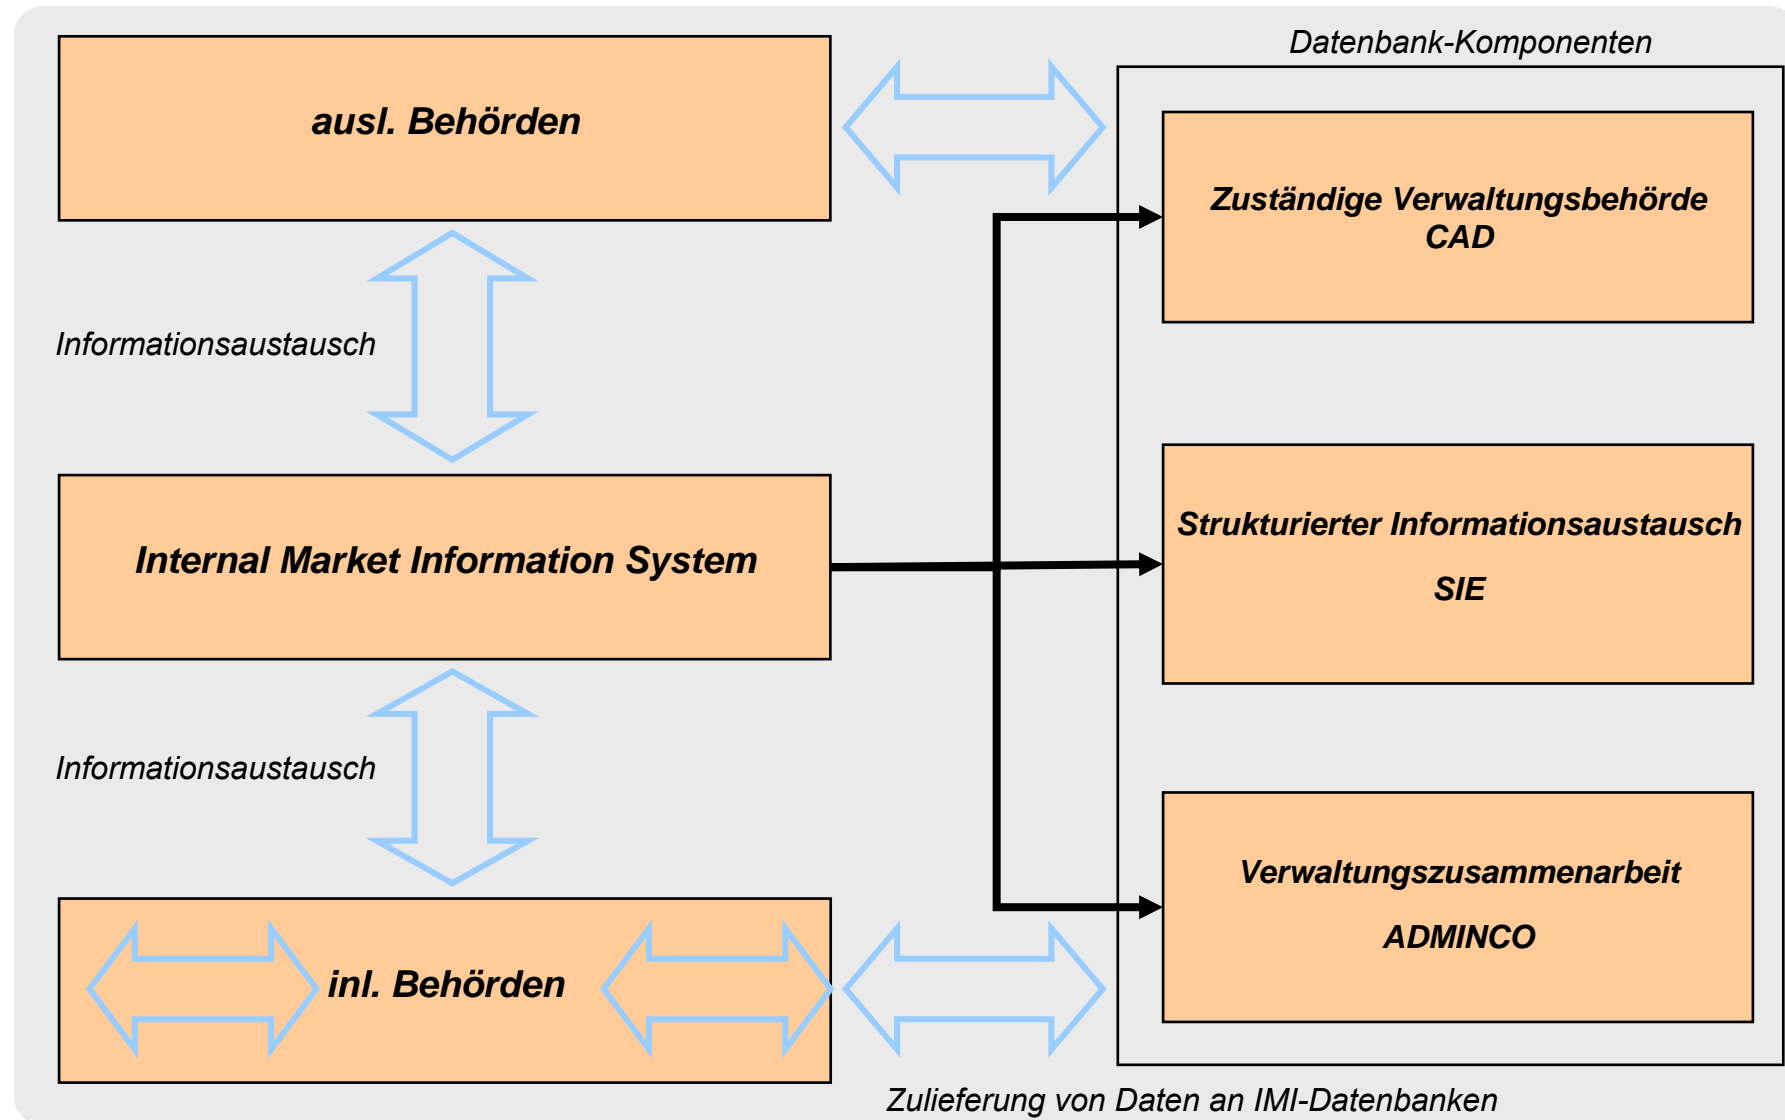 Datenbank-Komponenten
ausl. Behörden
Zuständige Verwaltungsbehörde
CAD
Informationsaustausch
Internal Market Information System
Strukturierter Informationsaustausch
SIE
Informationsaustausch
Verwaltungszusammenarbeit
ADMINCO
inl. Behörden
Zulieferung von Daten an IMI-Datenbanken